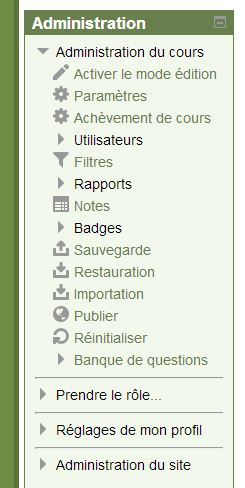 Administration
Administration du cours
Activer le mode édition
Paramètres
Achèvement de cours
Utilisateurs
Filtres
Rapports
Notes
Badges
Sauvegarde
Restauration
Importation
Publier
Réinitialiser
Banque de questions
Prendre le rôle...
Réglages de mon profil
Administration du site